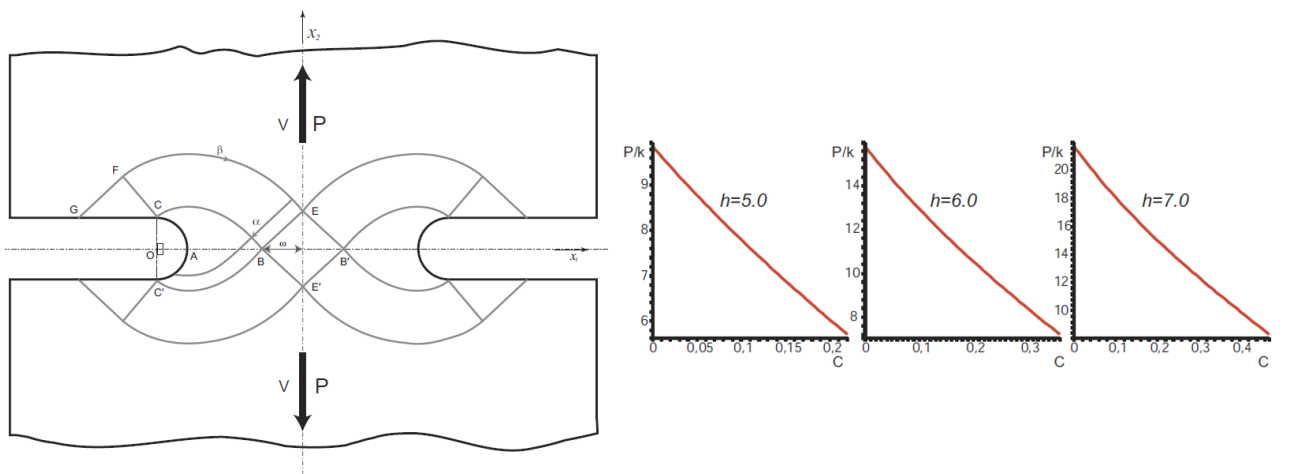 x₂
V P
β
F
G C E
α
ω
O A B B' x₁
C' E'
V P
P/k
9
8
7
6
h=5.0
0 0,05 0,1 0,15 0,2
C
P/k
14
12
10
8
h=6.0
0 0,1 0,2 0,3
C
P/k
20
18
16
14
12
10
h=7.0
0 0,1 0,2 0,3 0,4
C